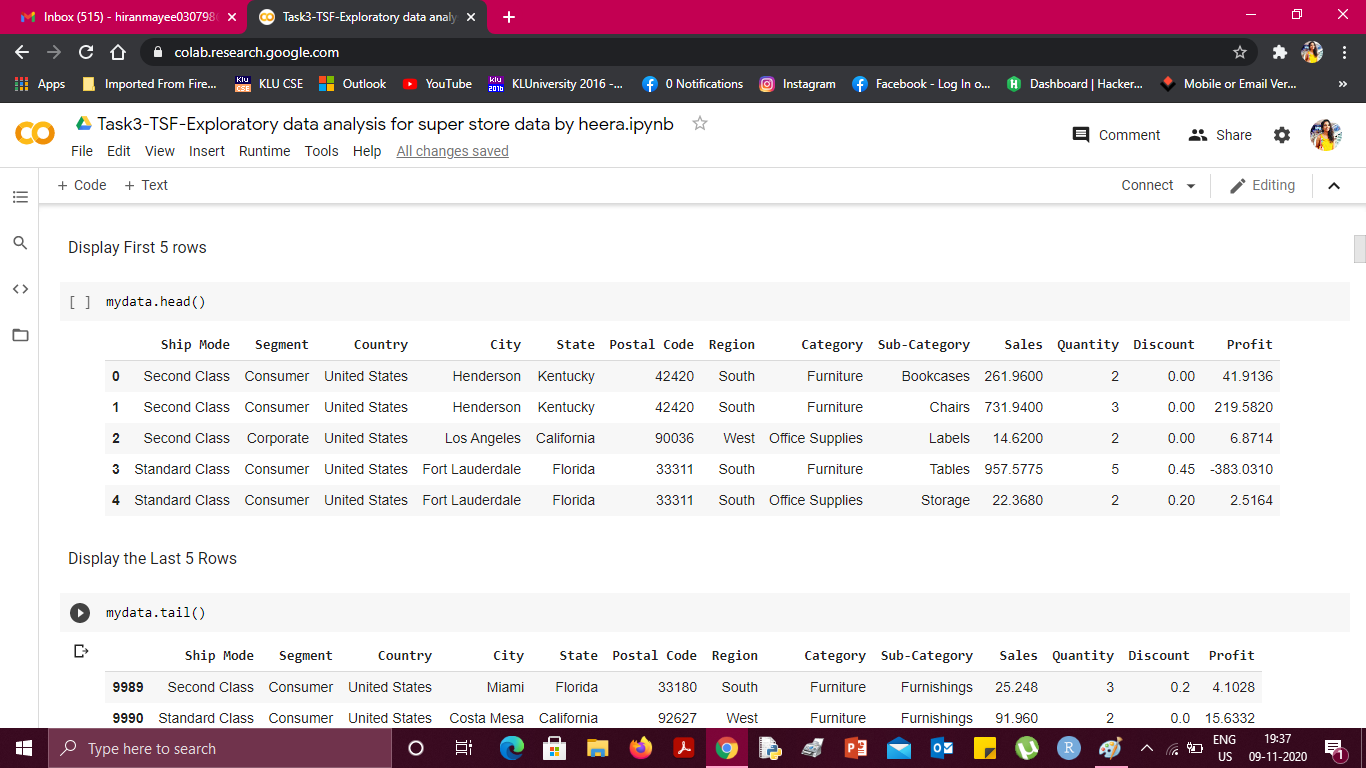 Inbox (515) - hiranmayee030798
Task3-TSF-Exploratory data analy
colab.research.google.com
Apps Imported From Fire... KLU CSE Outlook YouTube KLUniversity 2016 -... 0 Notifications Instagram Facebook - Log In o... Dashboard | Hacker... Mobile or Email Ver... »
Task3-TSF-Exploratory data analysis for super store data by heera.ipynb
Comment Share
File Edit View Insert Runtime Tools Help All changes saved
+ Code + Text Connect Editing
Display First 5 rows
[ ] mydata.head()
Ship Mode Segment Country City State Postal Code Region Category Sub-Category Sales Quantity Discount Profit
0 Second Class Consumer United States Henderson Kentucky 42420 South Furniture Bookcases 261.9600 2 0.00 41.9136
1 Second Class Consumer United States Henderson Kentucky 42420 South Furniture Chairs 731.9400 3 0.00 219.5820
2 Second Class Corporate United States Los Angeles California 90036 West Office Supplies Labels 14.6200 2 0.00 6.8714
3 Standard Class Consumer United States Fort Lauderdale Florida 33311 South Furniture Tables 957.5775 5 0.45 -383.0310
4 Standard Class Consumer United States Fort Lauderdale Florida 33311 South Office Supplies Storage 22.3680 2 0.20 2.5164
Display the Last 5 Rows
mydata.tail()
Ship Mode Segment Country City State Postal Code Region Category Sub-Category Sales Quantity Discount Profit
9989 Second Class Consumer United States Miami Florida 33180 South Furniture Furnishings 25.248 3 0.2 4.1028
9990 Standard Class Consumer United States Costa Mesa California 92627 West Furniture Furnishings 91.960 2 0.0 15.6332
Type here to search
ENG
US
19:37
09-11-2020
1